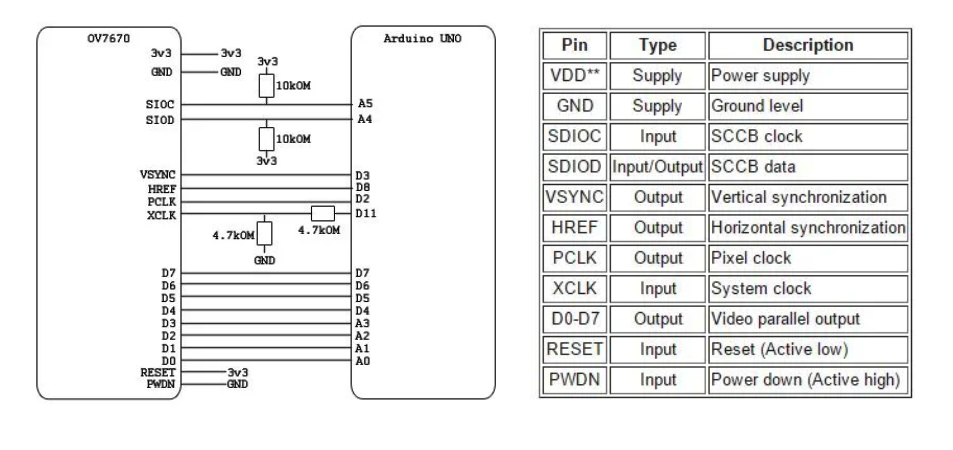 OV7670
Arduino UNO
3v3
3v3
3v3
GND
GND
10kOM
SIOC
A5
SIOD
A4
10kOM
3v3
VSYNC
D3
HREF
D8
PCLK
D2
XCLK
D11
4.7kOM
4.7kOM
GND
D7
D7
D6
D6
D5
D5
D4
D4
D3
A3
D2
A2
D1
A1
D0
A0
RESET
3v3
PWDN
GND
Pin Type Description
VDD** Supply Power supply
GND Supply Ground level
SDIOC Input SCCB clock
SDIOD Input/Output SCCB data
VSYNC Output Vertical synchronization
HREF Output Horizontal synchronization
PCLK Output Pixel clock
XCLK Input System clock
D0-D7 Output Video parallel output
RESET Input Reset (Active low)
PWDN Input Power down (Active high)